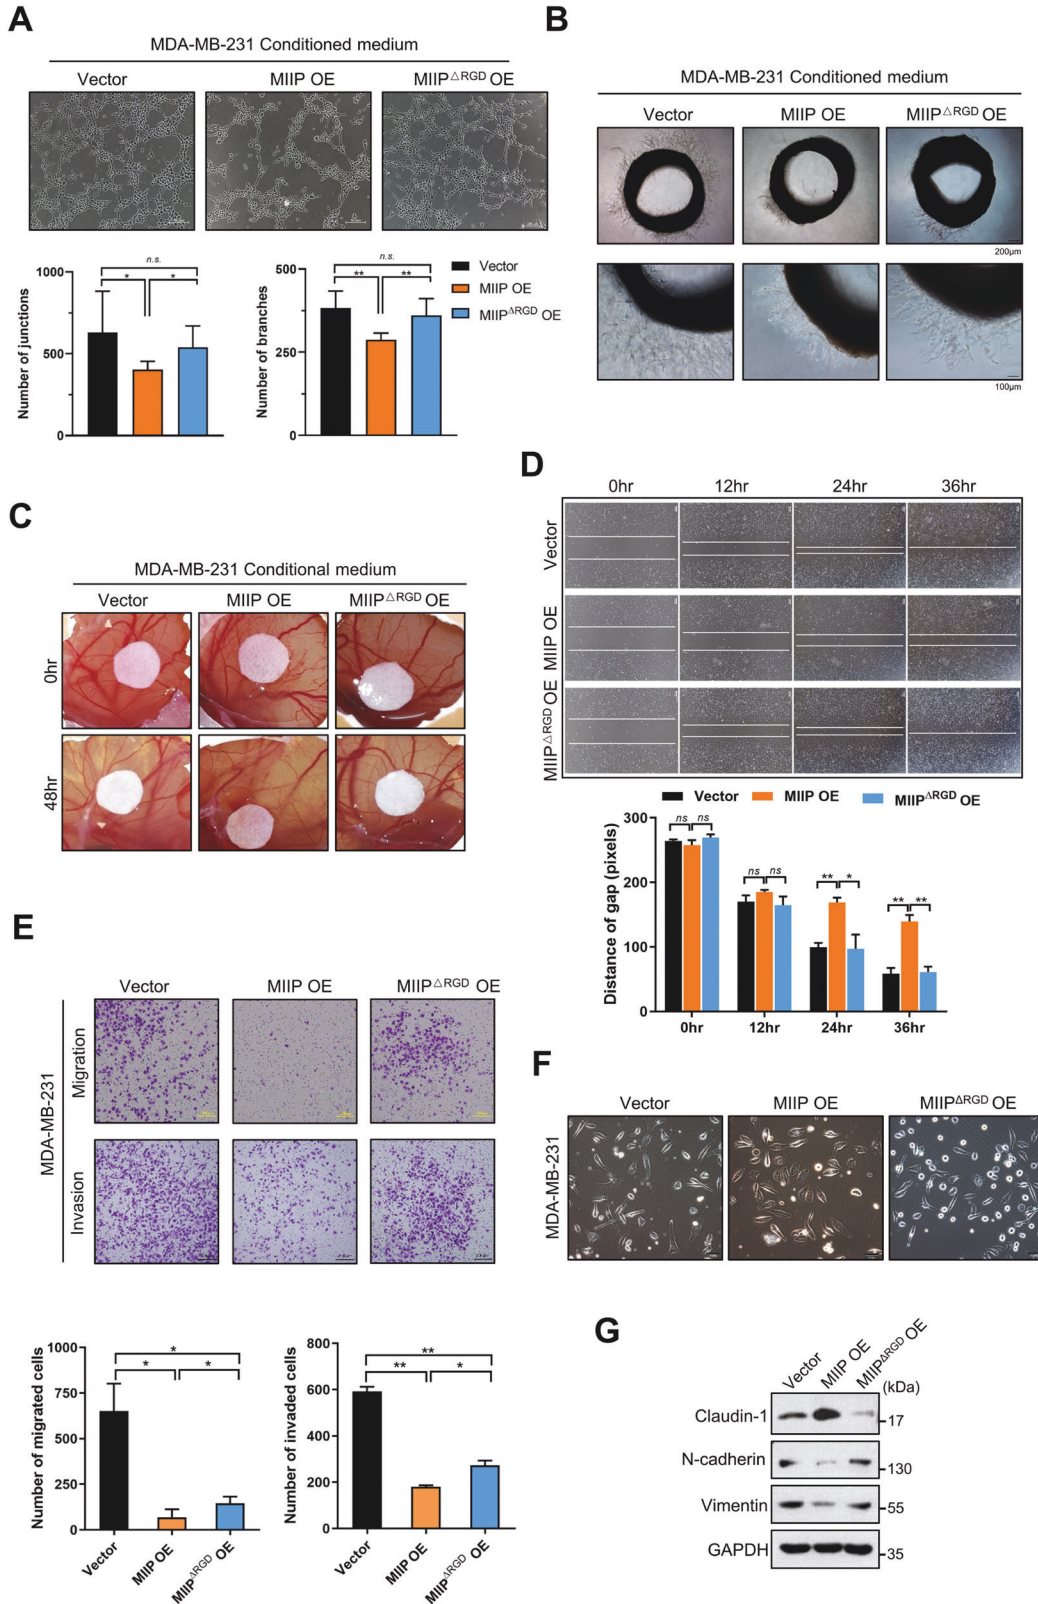 A
MDA-MB-231 Conditioned medium
Vector MIIP OE MIIP△RGD OE
n.s.
* *
Number of junctions
1000
500
0
n.s.
** **
Number of branches
500
250
0
Vector
MIIP OE
MIIPΔRGD OE
B
MDA-MB-231 Conditioned medium
Vector MIIP OE MIIP△RGD OE
200μm
100μm
C
MDA-MB-231 Conditional medium
Vector MIIP OE MIIP△RGD OE
0hr
48hr
D
0hr 12hr 24hr 36hr
Vector
MIIP OE
MIIP△RGD OE
Vector MIIP OE MIIPΔRGD OE
Distance of gap (pixels)
300
200
100
0
ns ns
ns ns
** *
** **
0hr 12hr 24hr 36hr
E
Vector MIIP OE MIIP△RGD OE
MDA-MB-231
Migration
Invasion
Number of migrated cells
1000
750
500
250
0
*
* *
Vector MIIP OE MIIPΔRGD OE
Number of invaded cells
800
600
400
200
0
**
** *
Vector MIIP OE MIIPΔRGD OE
F
Vector MIIP OE MIIPΔRGD OE
MDA-MB-231
G
Vector MIIP OE MIIPΔRGD OE
(kDa)
Claudin-1 17
N-cadherin 130
Vimentin 55
GAPDH 35